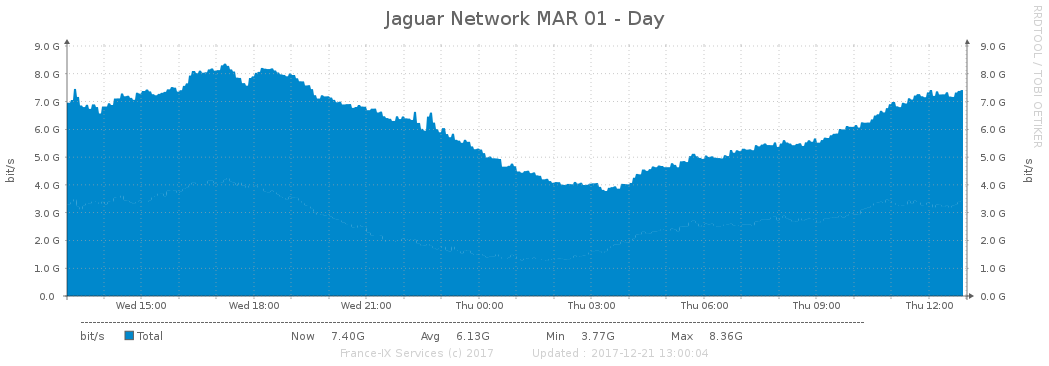 Jaguar Network MAR 01 - Day
RRDTOOL / TOBI OETIKER
9.0 G 9.0 G
8.0 G 8.0 G
7.0 G 7.0 G
6.0 G 6.0 G
5.0 G 5.0 G
4.0 G 4.0 G
3.0 G 3.0 G
2.0 G 2.0 G
1.0 G 1.0 G
0.0 0.0 G
bit/s bit/s
Wed 15:00 Wed 18:00 Wed 21:00 Thu 00:00 Thu 03:00 Thu 06:00 Thu 09:00 Thu 12:00
bit/s Total Now 7.40G Avg 6.13G Min 3.77G Max 8.36G
France-IX Services (c) 2017 Updated : 2017-12-21 13:00:04